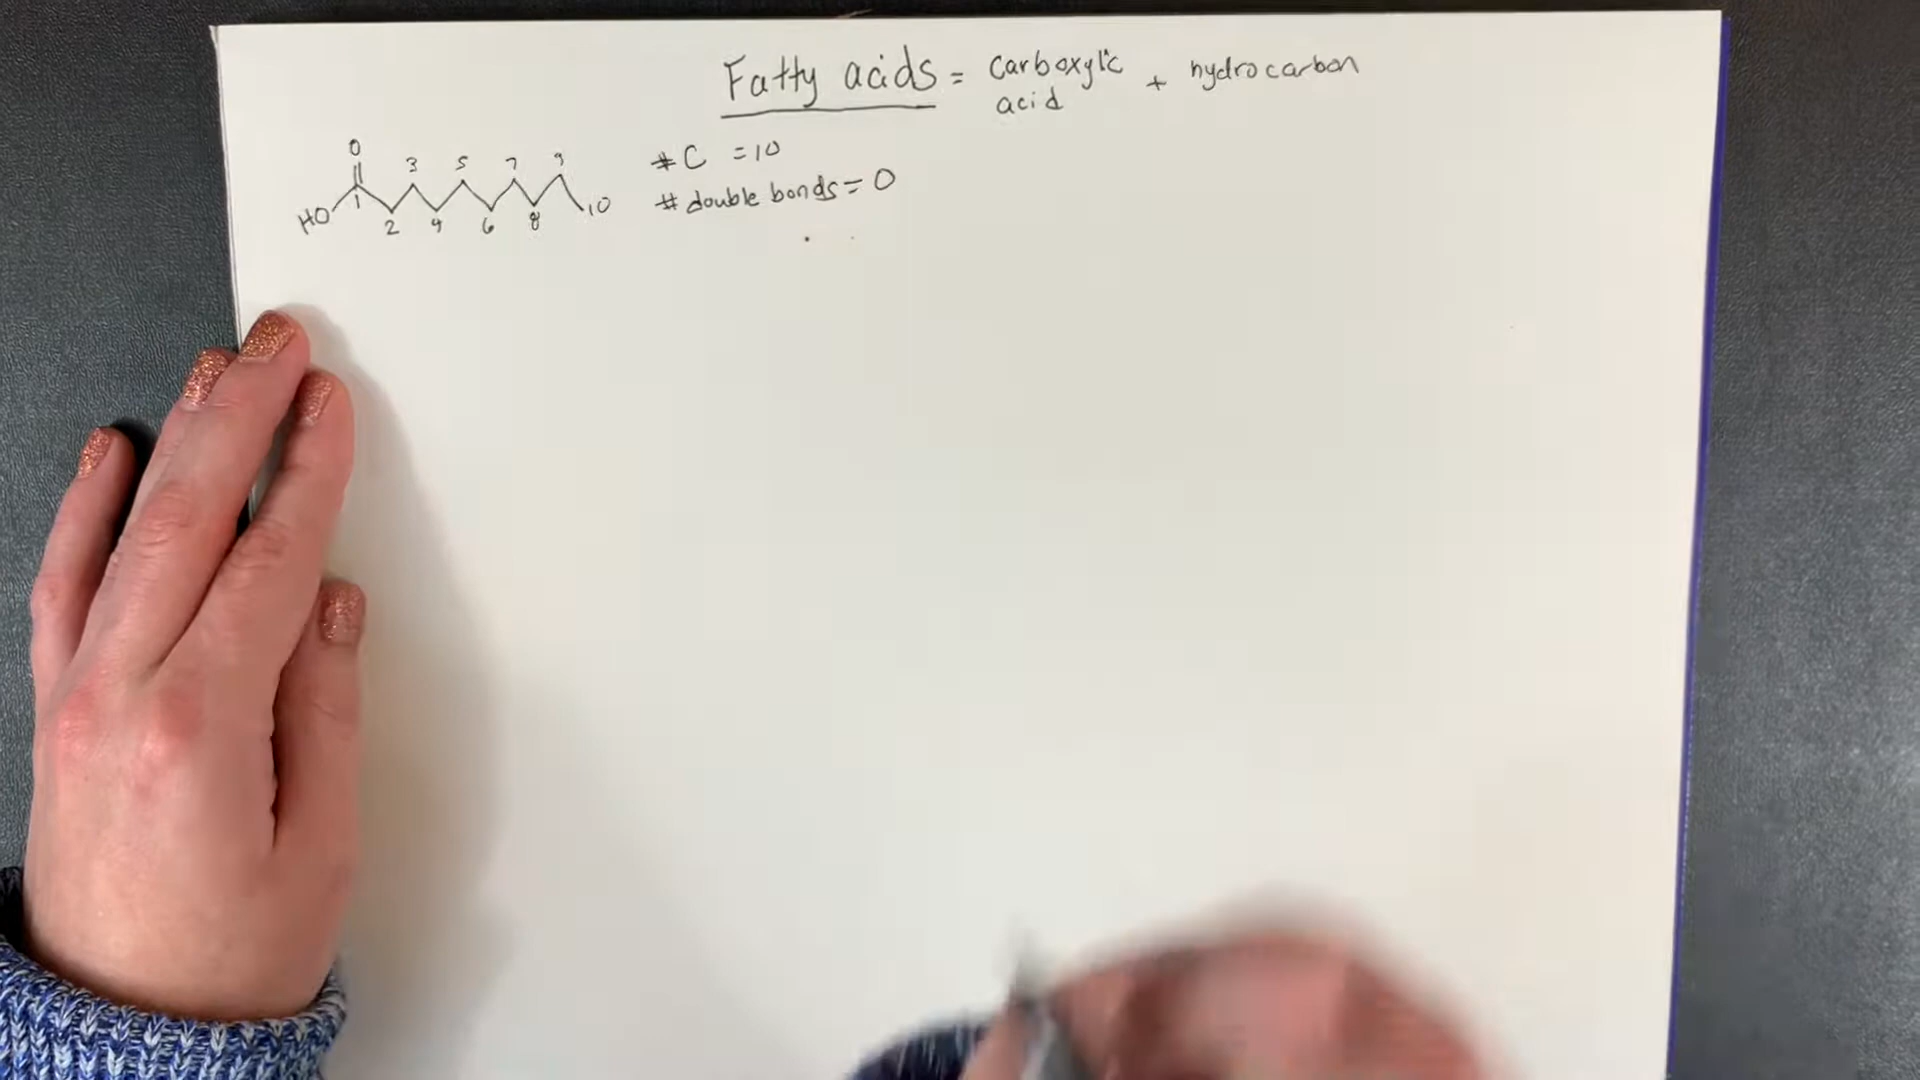 Fatty acids = carboxylic acid + hydrocarbon
O
3 5 7 9
HO 1 10
2 4 6 8
# C = 10
# double bonds = 0